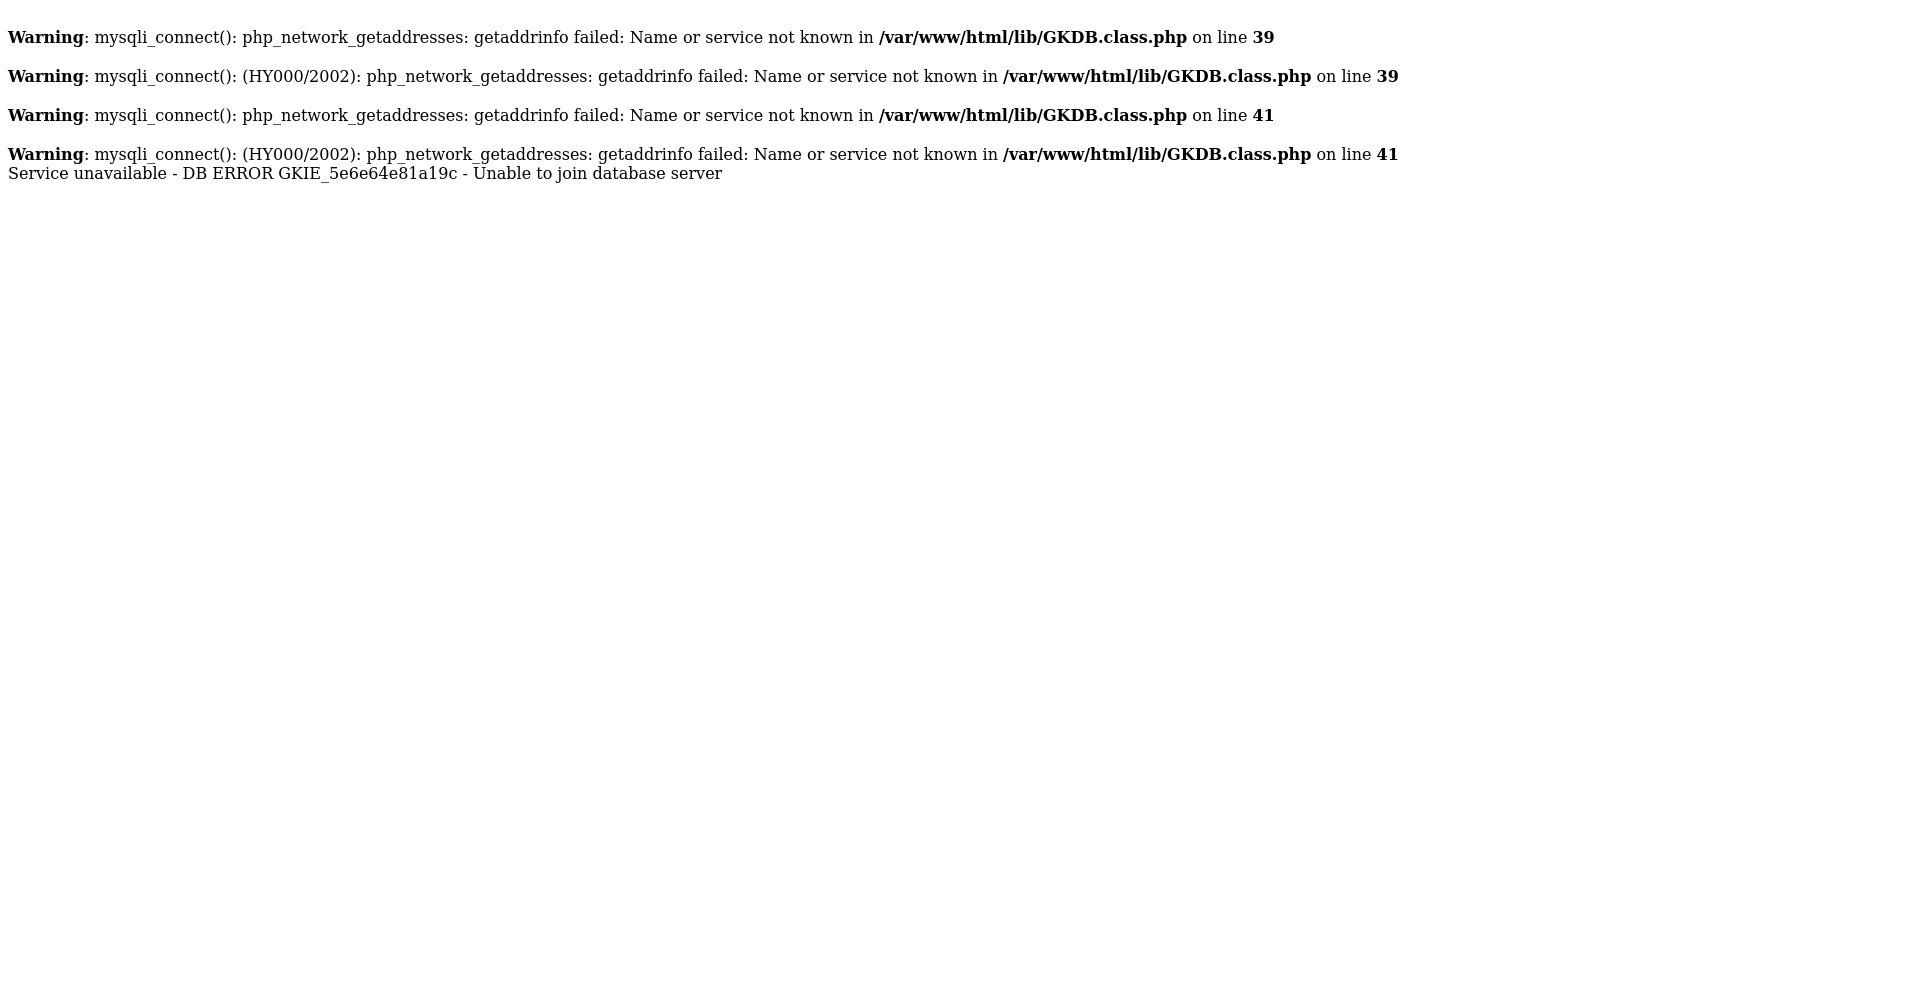 Warning: mysqli_connect(): php_network_getaddresses: getaddrinfo failed: Name or service not known in /var/www/html/lib/GKDB.class.php on line 39
Warning: mysqli_connect(): (HY000/2002): php_network_getaddresses: getaddrinfo failed: Name or service not known in /var/www/html/lib/GKDB.class.php on line 39
Warning: mysqli_connect(): php_network_getaddresses: getaddrinfo failed: Name or service not known in /var/www/html/lib/GKDB.class.php on line 41
Warning: mysqli_connect(): (HY000/2002): php_network_getaddresses: getaddrinfo failed: Name or service not known in /var/www/html/lib/GKDB.class.php on line 41
Service unavailable - DB ERROR GKIE_5e6e64e81a19c - Unable to join database server